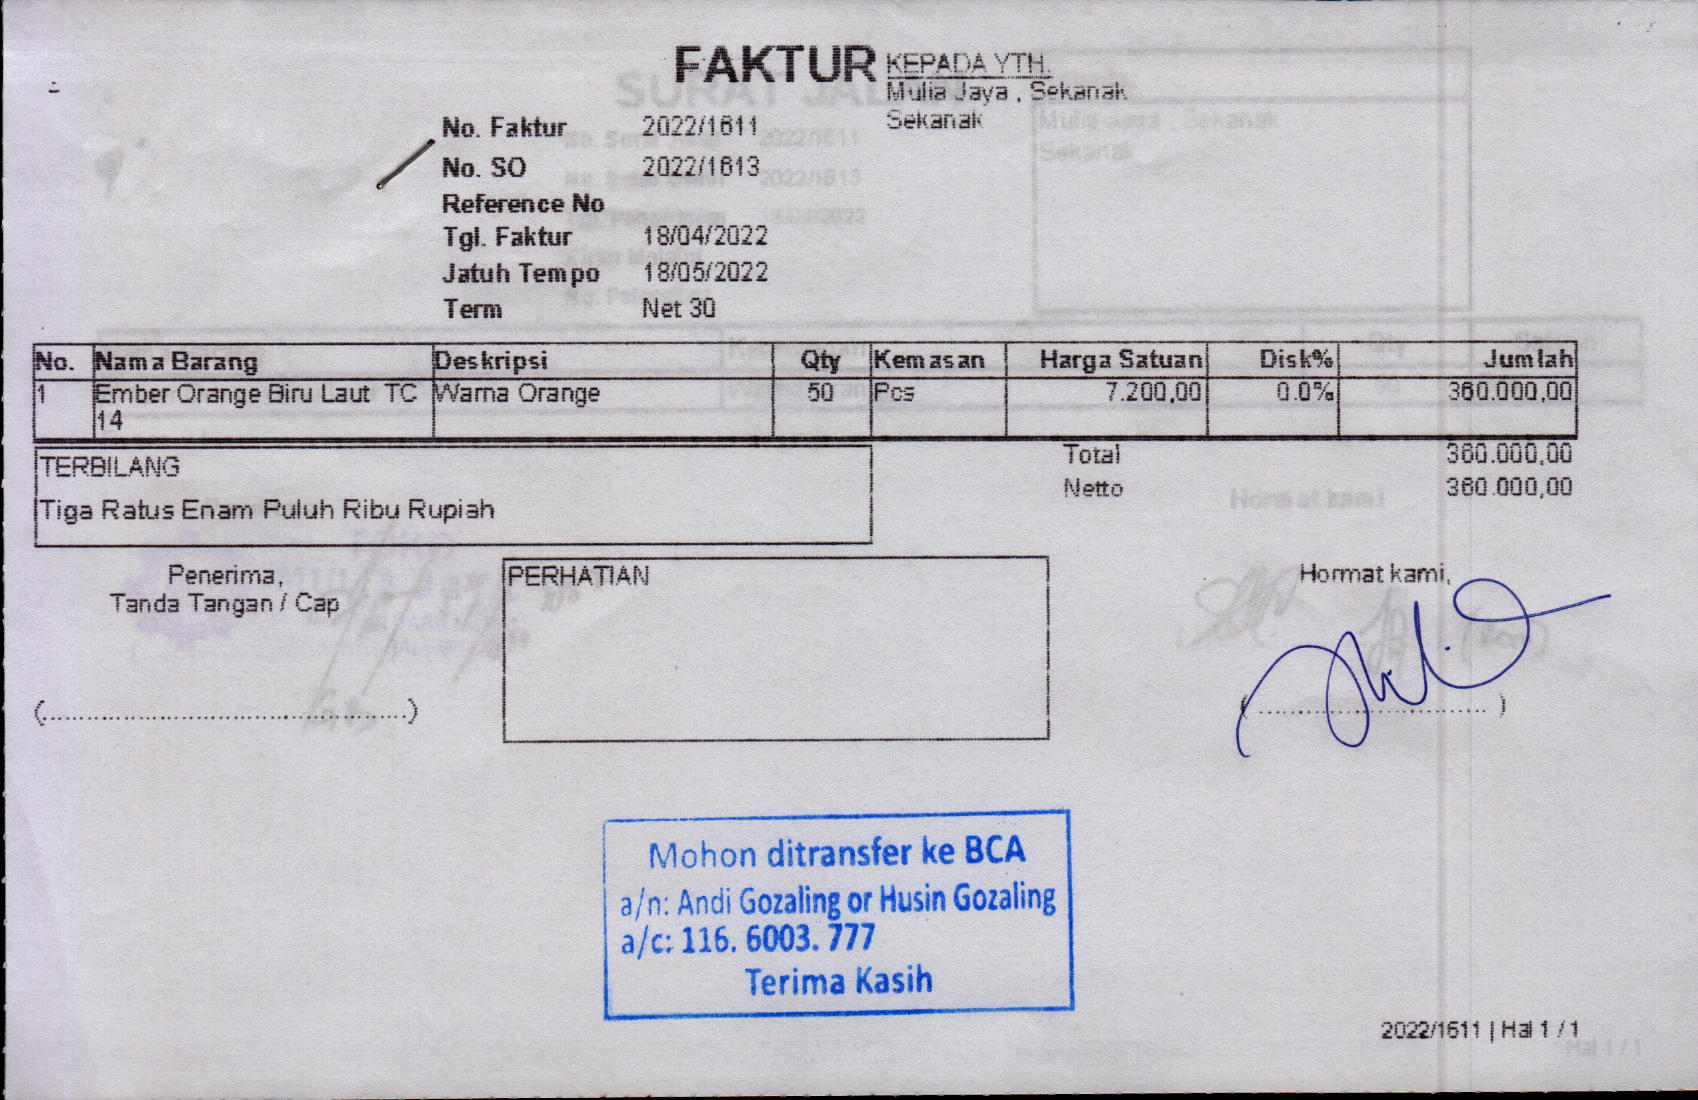 FAKTUR
KEPADA YTH.
Mulia Jaya , Sekanak
Sekanak
No. Faktur 2022/1611
No. SO 2022/1613
Reference No
Tgl. Faktur 18/04/2022
Jatuh Tempo 18/05/2022
Term Net 30
No. Nama Barang Deskripsi Qty Kemasan Harga Satuan Disk% Jumlah
1 Ember Orange Biru Laut TC Warna Orange 50 Pcs 7.200,00 0.0% 360.000,00
14
Total 360.000,00
Netto 360.000,00
TERBILANG
Tiga Ratus Enam Puluh Ribu Rupiah
Penerima,
Tanda Tangan / Cap
PERHATIAN
Hormat kami,
Mohon ditransfer ke BCA
a/n: Andi Gozaling or Husin Gozaling
a/c: 116. 6003. 777
Terima Kasih
2022/1611 | Hal 1 / 1